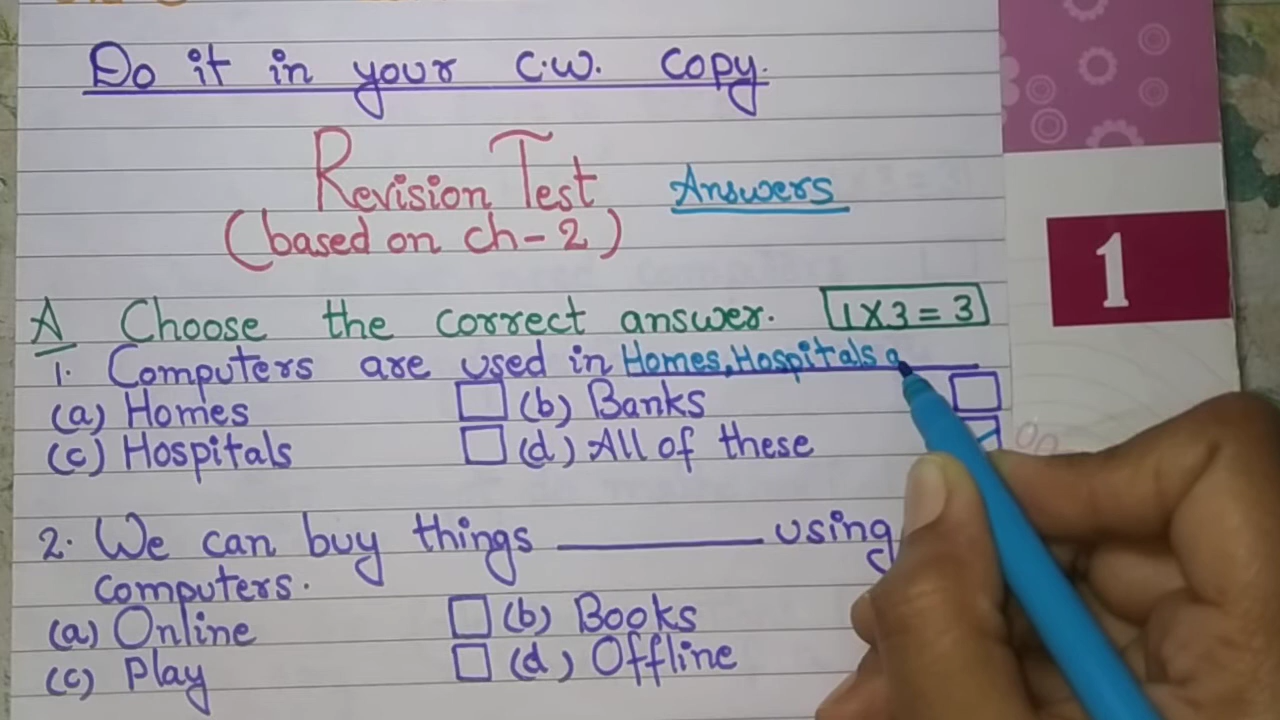 Do it in your C.W. Copy.
Revision Test Answers
(based on ch-2)
1
A Choose the correct answer. 1X3=3
1. Computers are used in Homes, Hospitals a
(a) Homes (b) Banks
(c) Hospitals (d) All of these
2. We can buy things ______ using
computers.
(a) Online (b) Books
(c) Play (d) Offline